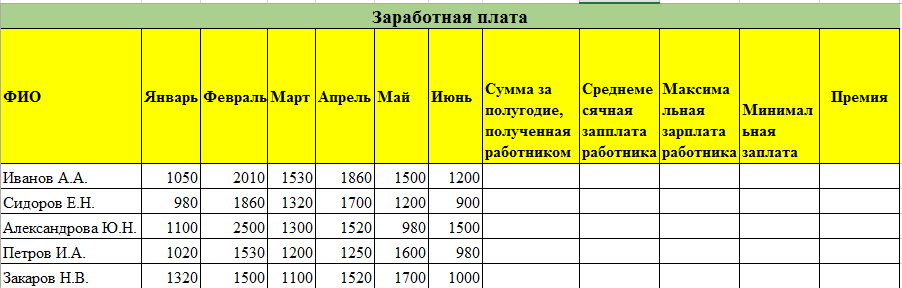 Заработная плата
ФИО Январь Февраль Март Апрель Май Июнь Сумма за полугодие, полученная работником Среднеме сячная запплата работника Максима льная зарплата работника Минимал ьная заплата Премия
Иванов А.А. 1050 2010 1530 1860 1500 1200
Сидоров Е.Н. 980 1860 1320 1700 1200 900
Александрова Ю.Н. 1100 2500 1300 1520 980 1500
Петров И.А. 1020 1530 1200 1250 1600 980
Закаров Н.В. 1320 1500 1100 1520 1700 1000